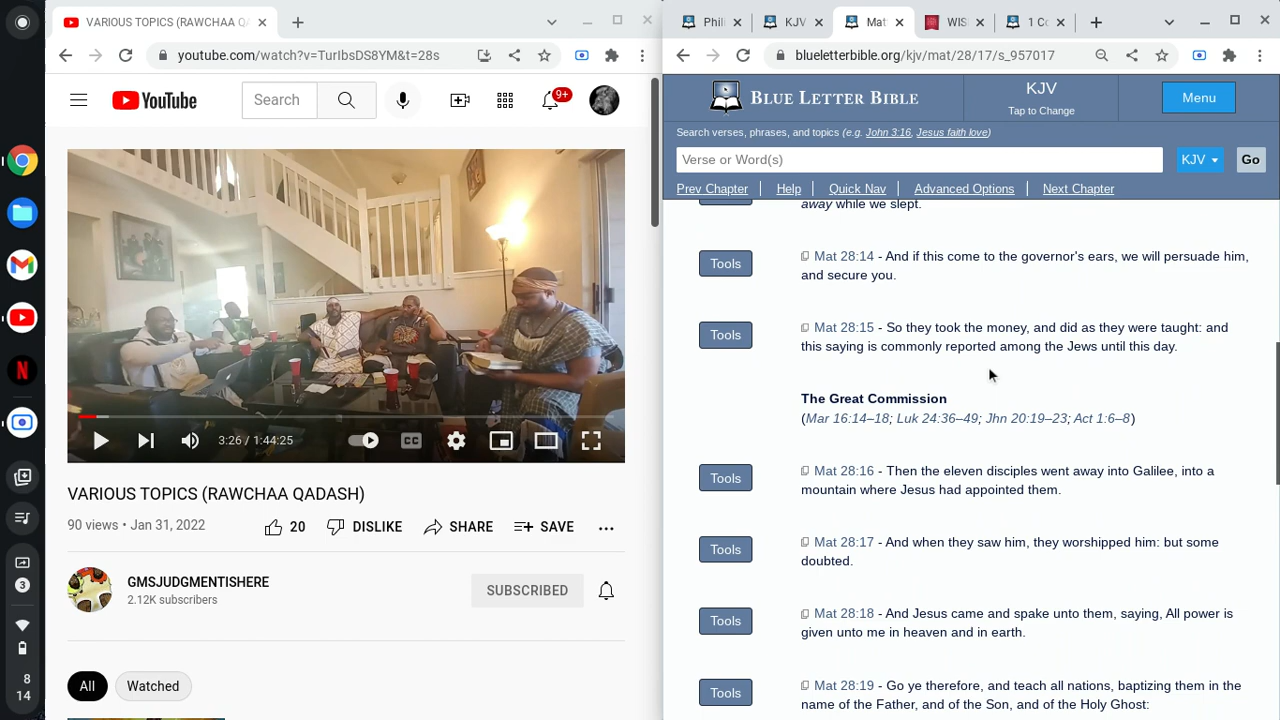 VARIOUS TOPICS (RAWCHAA Q
youtube.com/watch?v=TurIbsDS8YM&t=28s
YouTube
Search
9+
3:26 / 1:44:25
CC
VARIOUS TOPICS (RAWCHAA QADASH)
90 views • Jan 31, 2022
20
DISLIKE
SHARE
SAVE
GMSJUDGMENTISHERE
2.12K subscribers
SUBSCRIBED
All
Watched
3
8
14
Phil
KJV
Mat
WIS
1 Co
blueletterbible.org/kjv/mat/28/17/s_957017
BLUE LETTER BIBLE
KJV
Tap to Change
Menu
Search verses, phrases, and topics (e.g. John 3:16, Jesus faith love)
Verse or Word(s)
KJV
Go
Prev Chapter
Help
Quick Nav
Advanced Options
Next Chapter
away while we slept.
Tools
Mat 28:14 - And if this come to the governor's ears, we will persuade him,
and secure you.
Tools
Mat 28:15 - So they took the money, and did as they were taught: and
this saying is commonly reported among the Jews until this day.
The Great Commission
(Mar 16:14–18; Luk 24:36–49; Jhn 20:19–23; Act 1:6–8)
Tools
Mat 28:16 - Then the eleven disciples went away into Galilee, into a
mountain where Jesus had appointed them.
Tools
Mat 28:17 - And when they saw him, they worshipped him: but some
doubted.
Tools
Mat 28:18 - And Jesus came and spake unto them, saying, All power is
given unto me in heaven and in earth.
Tools
Mat 28:19 - Go ye therefore, and teach all nations, baptizing them in the
name of the Father, and of the Son, and of the Holy Ghost: